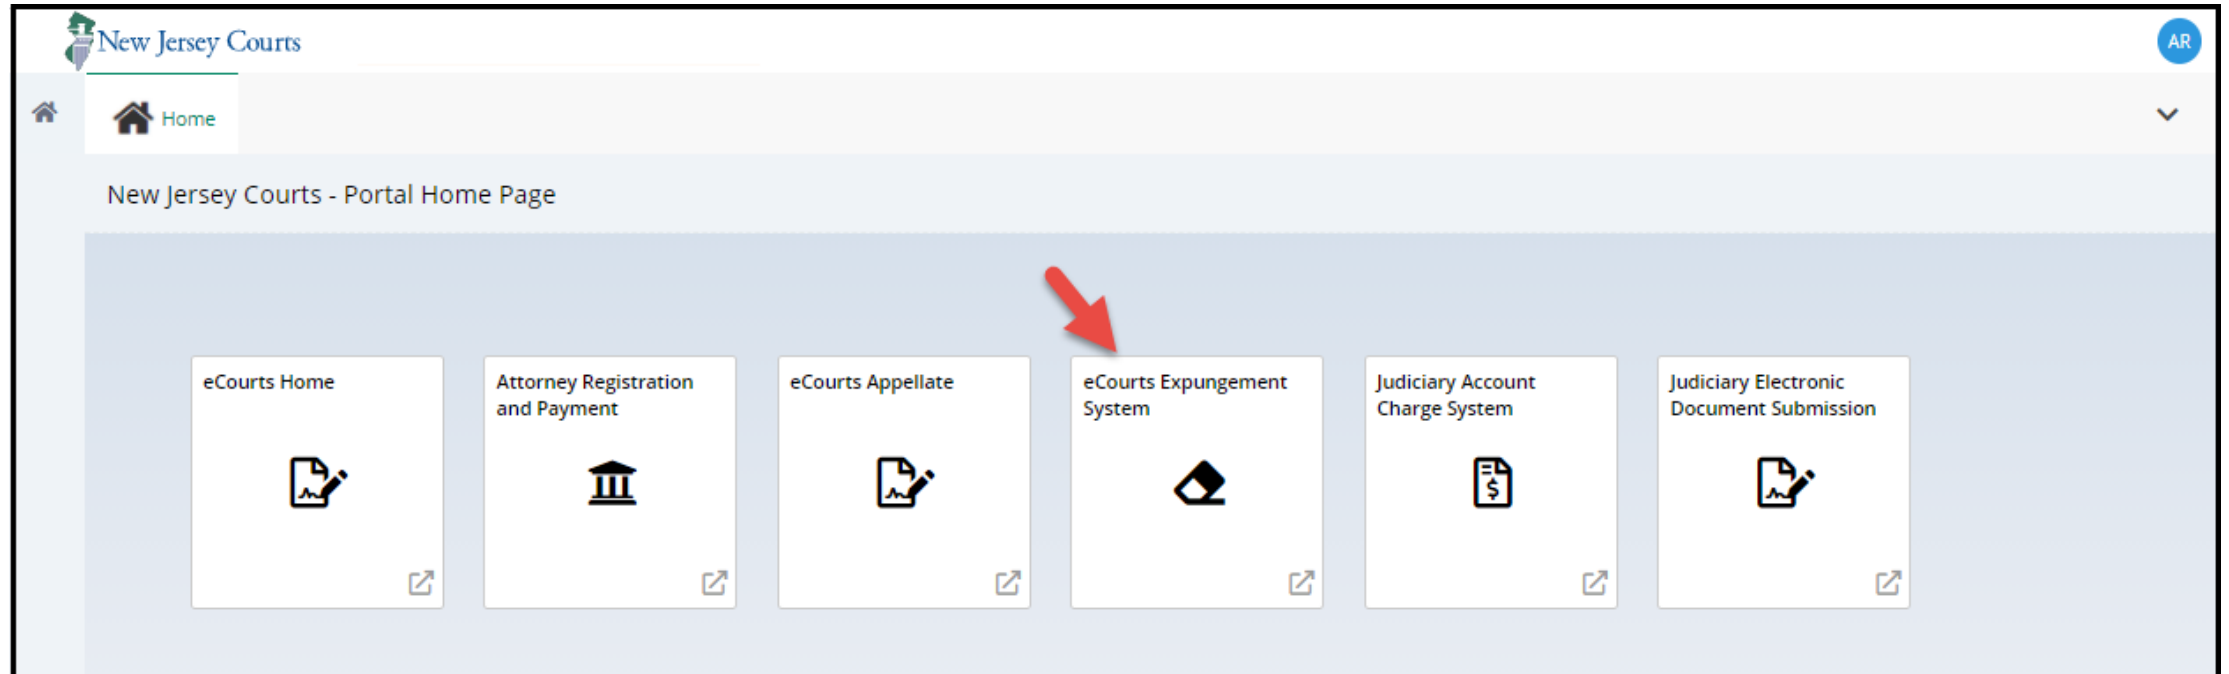 New Jersey Courts
AR
Home
New Jersey Courts - Portal Home Page
eCourts Home
Attorney Registration
and Payment
eCourts Appellate
eCourts Expungement
System
Judiciary Account
Charge System
Judiciary Electronic
Document Submission